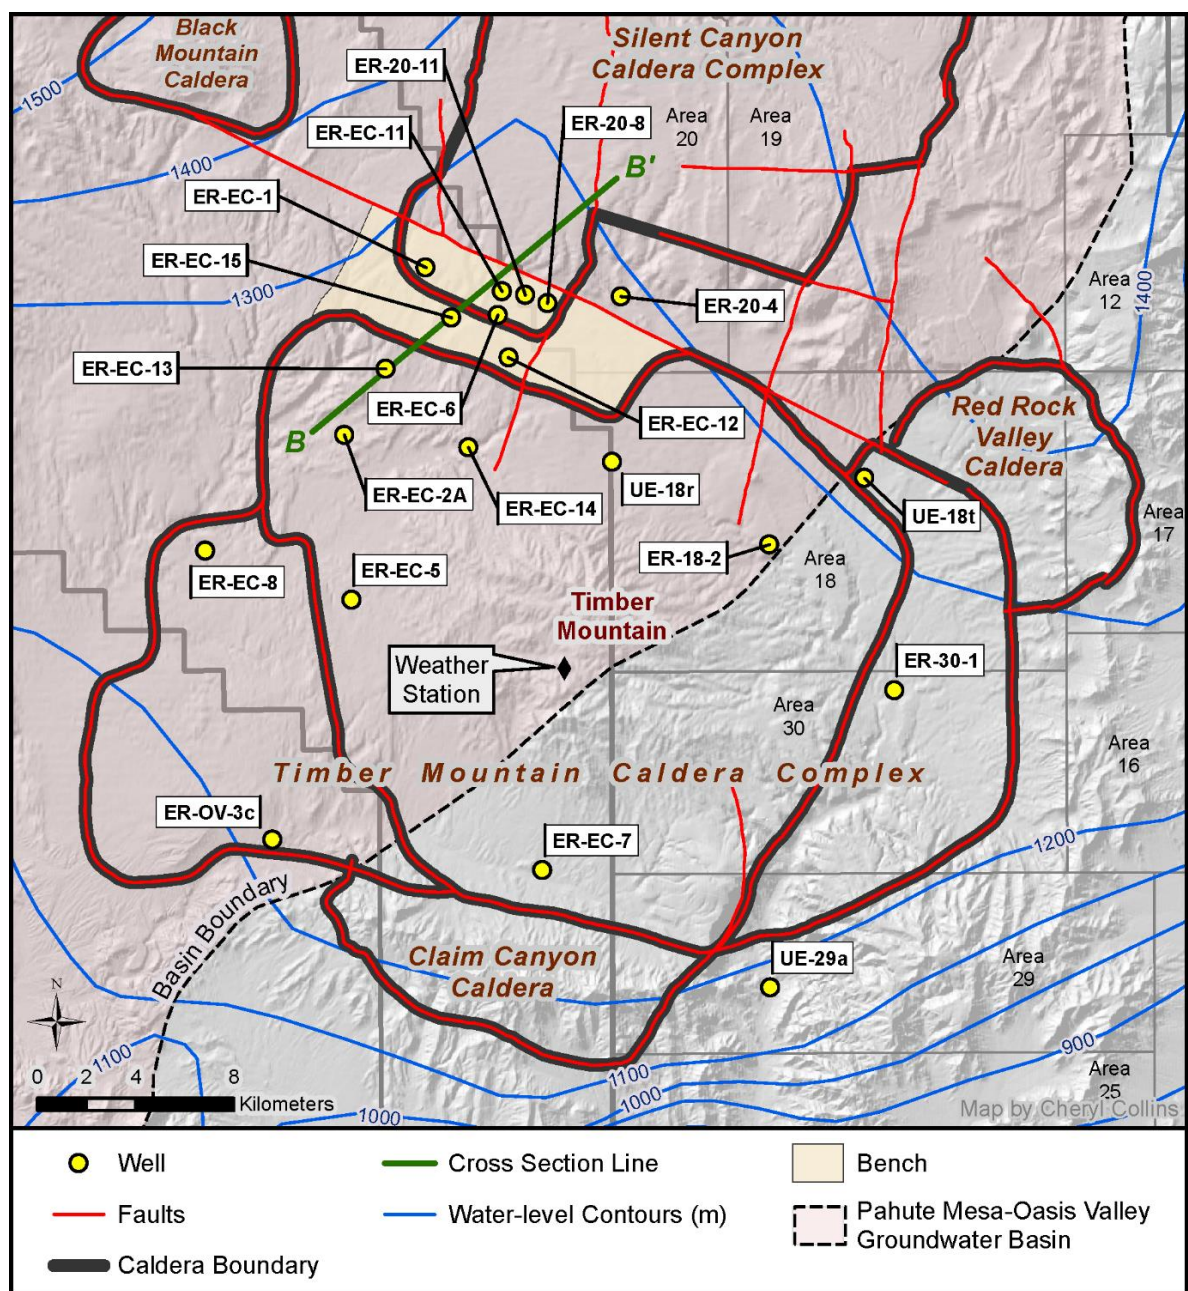 Black
Mountain
Caldera
Silent Canyon
Caldera Complex
ER-20-11
ER-EC-11
ER-20-8
Area
20
Area
19
1500
1400
B'
ER-EC-1
ER-EC-15
1300
ER-20-4
Area
12
1400
ER-EC-13
ER-EC-6
ER-EC-12
B
Red Rock
Valley
Caldera
ER-EC-2A
ER-EC-14
UE-18r
UE-18t
Area
17
ER-EC-8
ER-EC-5
ER-18-2
Area
18
Timber
Mountain
Weather
Station
ER-30-1
Area
30
Area
16
Timber Mountain Caldera Complex
ER-OV-3c
ER-EC-7
1200
Basin Boundary
Claim Canyon
Caldera
UE-29a
Area
29
N
1100
1100
1000
1000
900
Area
25
0 2 4 8
Kilometers
Map by Cheryl Collins
Well
Cross Section Line
Bench
Faults
Water-level Contours (m)
Pahute Mesa-Oasis Valley
Groundwater Basin
Caldera Boundary